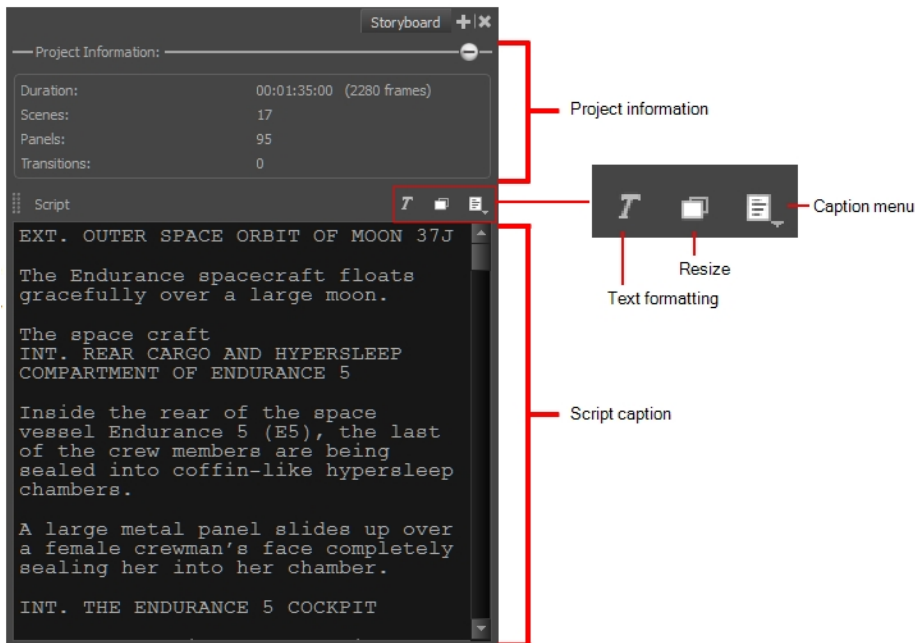 Storyboard
Project Information:
Duration: 00:01:35:00 (2280 frames)
Scenes: 17
Panels: 95
Transitions: 0
Project information
Script
T
T
Caption menu
Resize
Text formatting
EXT. OUTER SPACE ORBIT OF MOON 37J
The Endurance spacecraft floats
gracefully over a large moon.
The space craft
INT. REAR CARGO AND HYPERSLEEP
COMPARTMENT OF ENDURANCE 5
Inside the rear of the space
vessel Endurance 5 (E5), the last
of the crew members are being
sealed into coffin-like hypersleep
chambers.
Script caption
A large metal panel slides up over
a female crewman's face completely
sealing her into her chamber.
INT. THE ENDURANCE 5 COCKPIT